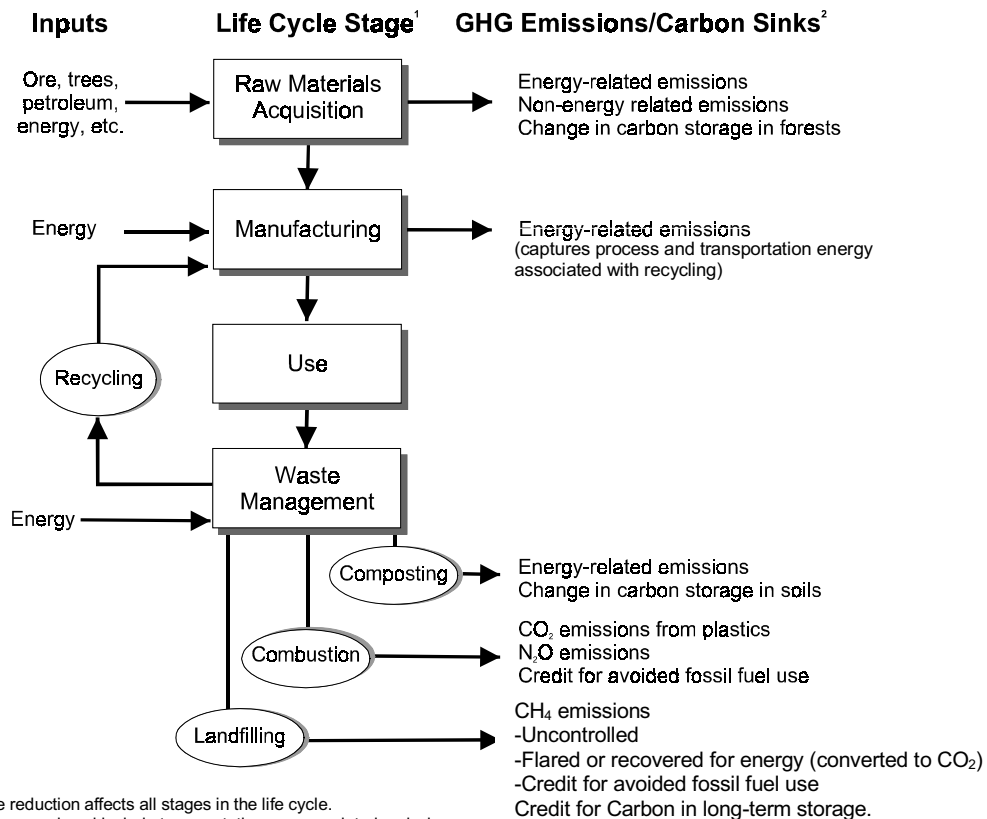 Inputs
Life Cycle Stage¹
GHG Emissions/Carbon Sinks²
Ore, trees,
petroleum,
energy, etc.
Raw Materials
Acquisition
Energy-related emissions
Non-energy related emissions
Change in carbon storage in forests
Energy
Manufacturing
Energy-related emissions
(captures process and transportation energy
associated with recycling)
Use
Recycling
Waste
Management
Energy
Composting
Energy-related emissions
Change in carbon storage in soils
Combustion
CO₂ emissions from plastics
N₂O emissions
Credit for avoided fossil fuel use
Landfilling
CH₄ emissions
-Uncontrolled
-Flared or recovered for energy (converted to CO₂)
-Credit for avoided fossil fuel use
Credit for Carbon in long-term storage.
reduction affects all stages in the life cycle.